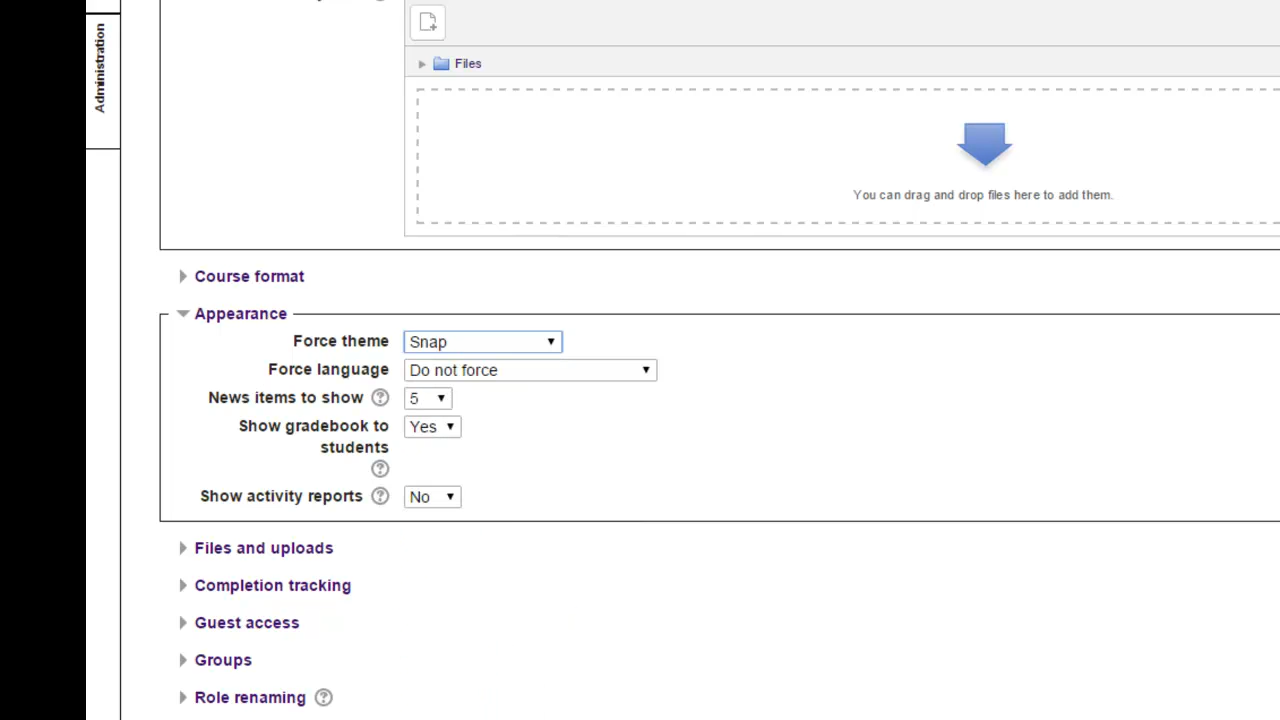 Administration
Files
You can drag and drop files here to add them.
Course format
Appearance
Force theme Snap
Force language Do not force
News items to show 5
Show gradebook to Yes
students
Show activity reports No
Files and uploads
Completion tracking
Guest access
Groups
Role renaming